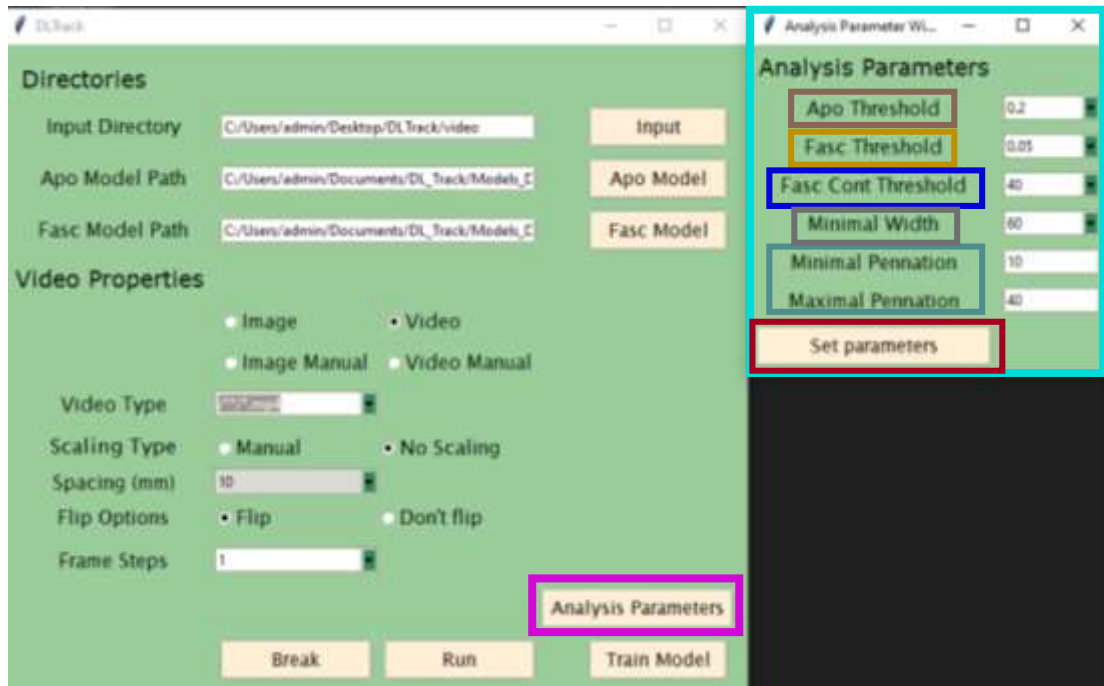 DLTrack
Directories
Input Directory C:/Users/admin/Desktop/DLTrack/video Input
Apo Model Path C:/Users/admin/Documents/DL_Track/Models_D Apo Model
Fasc Model Path C:/Users/admin/Documents/DL_Track/Models_D Fasc Model
Video Properties
Image Video
Image Manual Video Manual
Video Type
Scaling Type Manual No Scaling
Spacing (mm) 10
Flip Options Flip Don't flip
Frame Steps 1
Analysis Parameters
Break Run Train Model
Analysis Parameter Wi...
Analysis Parameters
Apo Threshold 0.2
Fasc Threshold 0.05
Fasc Cont Threshold 40
Minimal Width 60
Minimal Pennation 10
Maximal Pennation 40
Set parameters